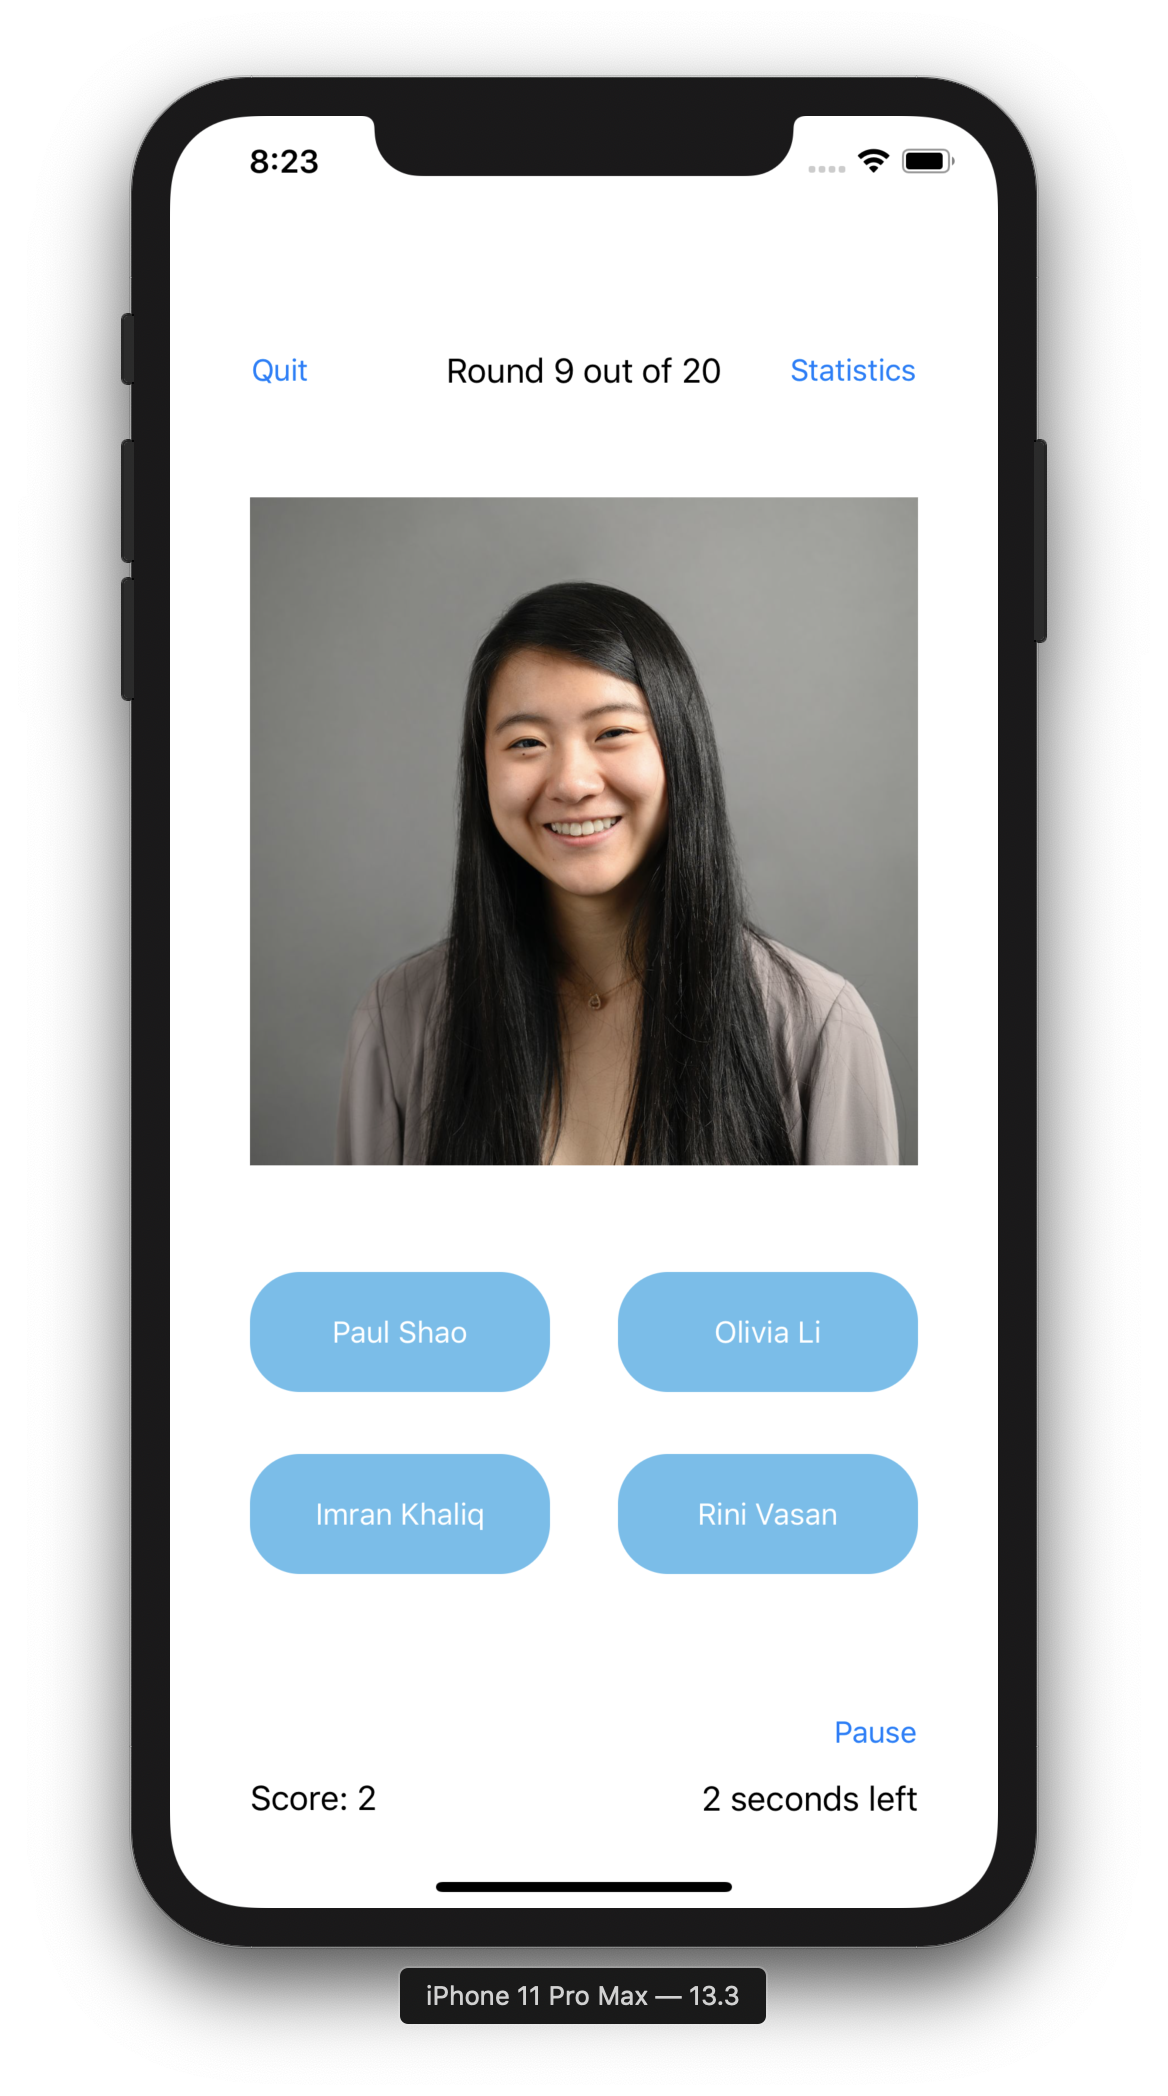 8:23
Quit Round 9 out of 20 Statistics
Paul Shao Olivia Li
Imran Khaliq Rini Vasan
Pause
Score: 2 2 seconds left
iPhone 11 Pro Max — 13.3